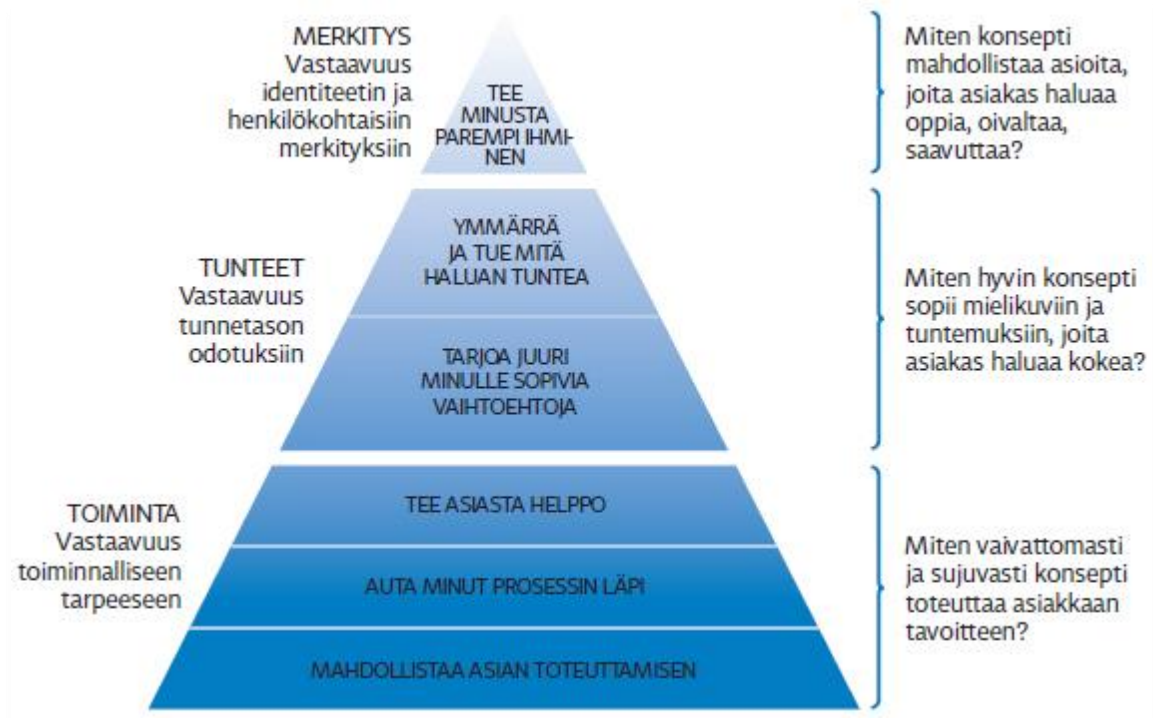 MERKITYS
Vastaavuus
identiteetin ja
henkilökohtaisiin
merkityksiin
TEE
MINUSTA
PAREMPI IHMI-
NEN
Miten konsepti
mahdollistaa asioita,
joita asiakas haluaa
oppia, oivaltaa,
saavuttaa?
TUNTEET
Vastaavuus
tunnetason
odotuksiin
YMMÄRRÄ
JA TUE MITÄ
HALUAN TUNTEA
TARJOA JUURI
MINULLE SOPIVIA
VAIHTOEHTOJA
Miten hyvin konsepti
sopii mielikuviin ja
tuntemuksiin, joita
asiakas haluaa kokea?
TOIMINTA
Vastaavuus
toiminnalliseen
tarpeeseen
TEE ASIASTA HELPPO
AUTA MINUT PROSESSIN LÄPI
MAHDOLLISTAA ASIAN TOTEUTTAMISEN
Miten vaivattomasti
ja sujuvasti konsepti
toteuttaa asiakkaan
tavoitteen?